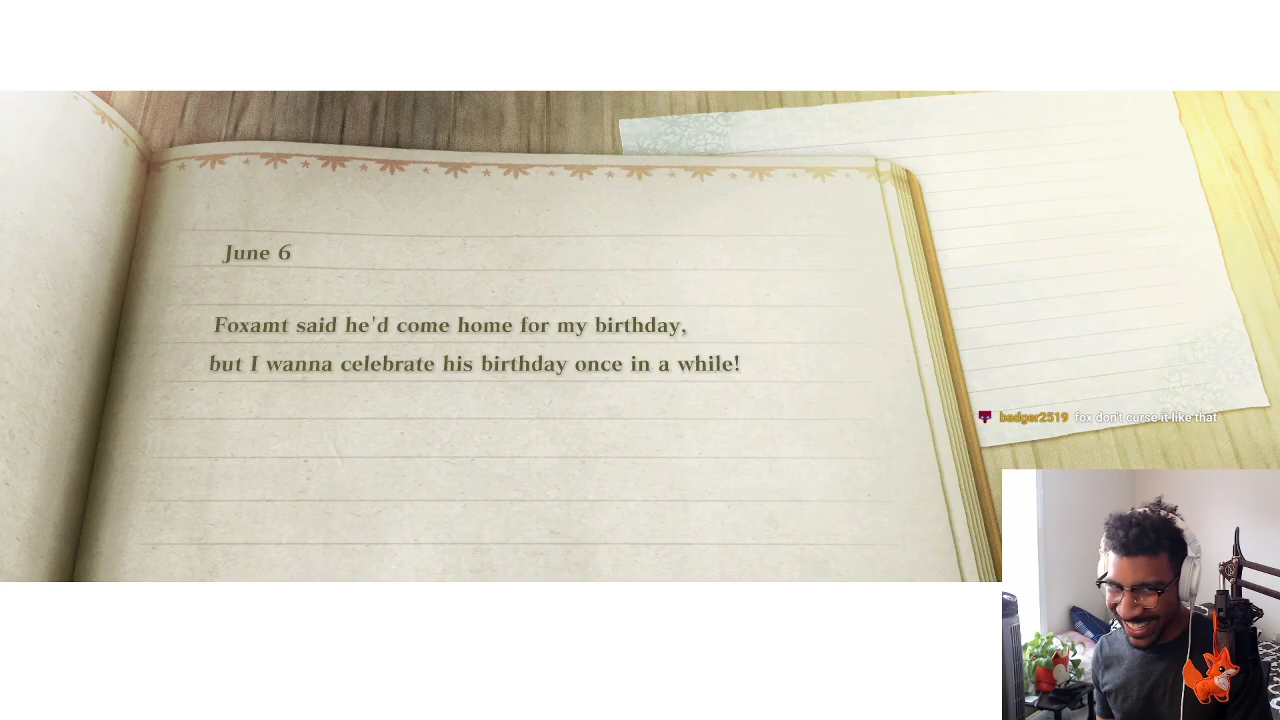 June 6
Foxamt said he'd come home for my birthday,
but I wanna celebrate his birthday once in a while!
badger2519 fox don't curse it like that